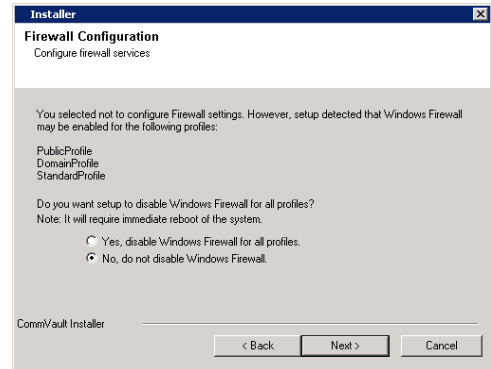 Installer
Firewall Configuration
Configure firewall services
You selected not to configure Firewall settings. However, setup detected that Windows Firewall
may be enabled for the following profiles:
PublicProfile
DomainProfile
StandardProfile
Do you want setup to disable Windows Firewall for all profiles?
Note: It will require immediate reboot of the system.
Yes, disable Windows Firewall for all profiles.
No, do not disable Windows Firewall.
CommVault Installer
< Back
Next >
Cancel